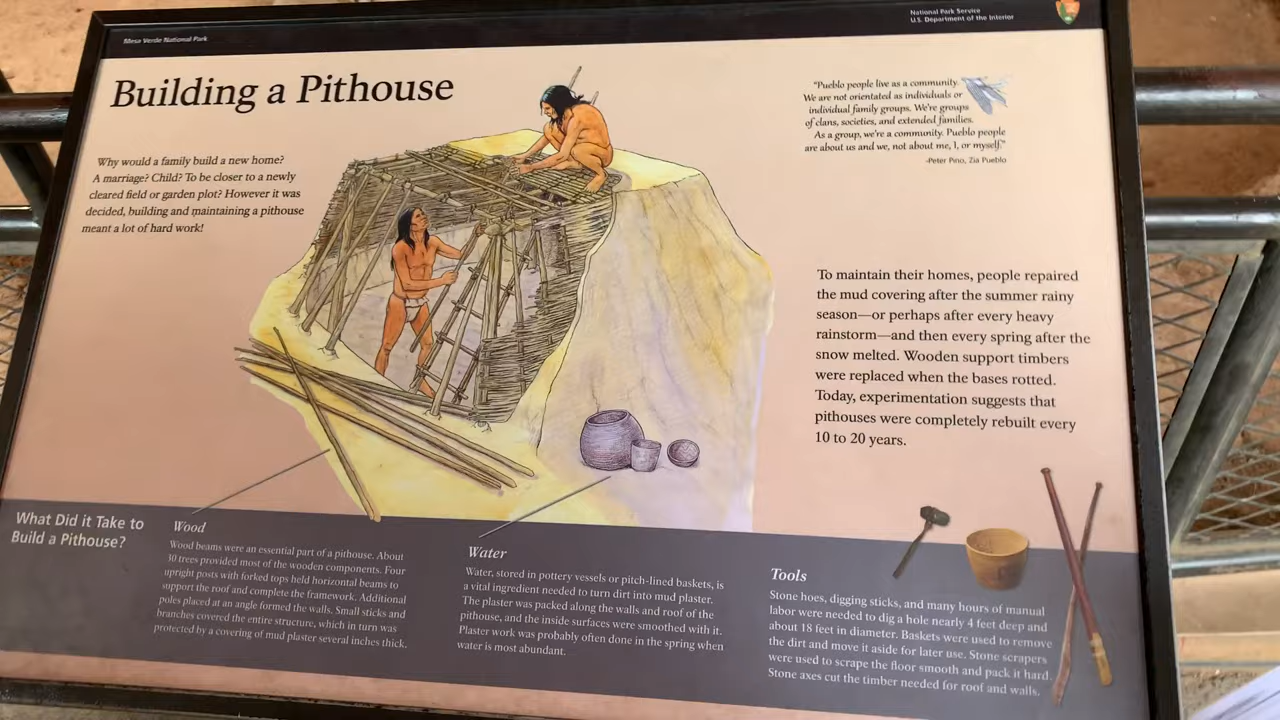 Mesa Verde National Park
National Park Service
U.S. Department of the Interior
Building a Pithouse
Why would a family build a new home?
A marriage? Child? To be closer to a newly
cleared field or garden plot? However it was
decided, building and maintaining a pithouse
meant a lot of hard work!
"Pueblo people live as a community.
We are not orientated as individuals or
individual family groups. We're groups
of clans, societies, and extended families.
As a group, we're a community. Pueblo people
are about us and we, not about me, I, or myself."
-Peter Pino, Zia Pueblo
To maintain their homes, people repaired
the mud covering after the summer rainy
season—or perhaps after every heavy
rainstorm—and then every spring after the
snow melted. Wooden support timbers
were replaced when the bases rotted.
Today, experimentation suggests that
pithouses were completely rebuilt every
10 to 20 years.
What Did it Take to
Build a Pithouse?
Wood
Wood beams were an essential part of a pithouse. About
30 trees provided most of the wooden components. Four
upright posts with forked tops held horizontal beams to
support the roof and complete the framework. Additional
poles placed at an angle formed the walls. Small sticks and
branches covered the entire structure, which in turn was
protected by a covering of mud plaster several inches thick.
Water
Water, stored in pottery vessels or pitch-lined baskets, is
a vital ingredient needed to turn dirt into mud plaster.
The plaster was packed along the walls and roof of the
pithouse, and the inside surfaces were smoothed with it.
Plaster work was probably often done in the spring when
water is most abundant.
Tools
Stone hoes, digging sticks, and many hours of manual
labor were needed to dig a hole nearly 4 feet deep and
about 18 feet in diameter. Baskets were used to remove
the dirt and move it aside for later use. Stone scrapers
were used to scrape the floor smooth and pack it hard.
Stone axes cut the timber needed for roof and walls.